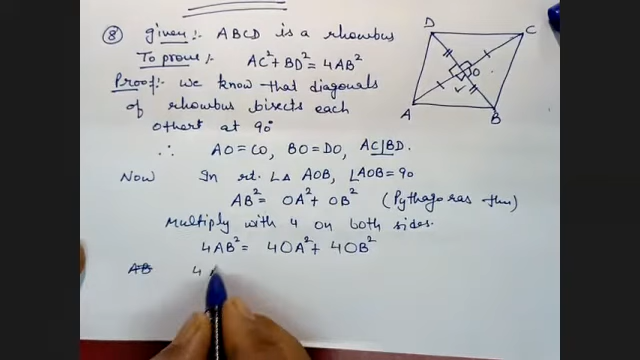 ⑧ given :- ABCD is a rhombus
To prove :- AC² + BD² = 4AB²
Proof :- we know that diagonals
of rhombus bisects each
othert at 90°
∴ AO = CO, BO = DO, AC⊥BD.
Now In rt. ∟△ AOB, ∟AOB = 90
AB² = OA² + OB² (Pythagoras thm)
Multiply with 4 on both sides.
4AB² = 4OA² + 4OB²
AB 4
D
C
O
A
B